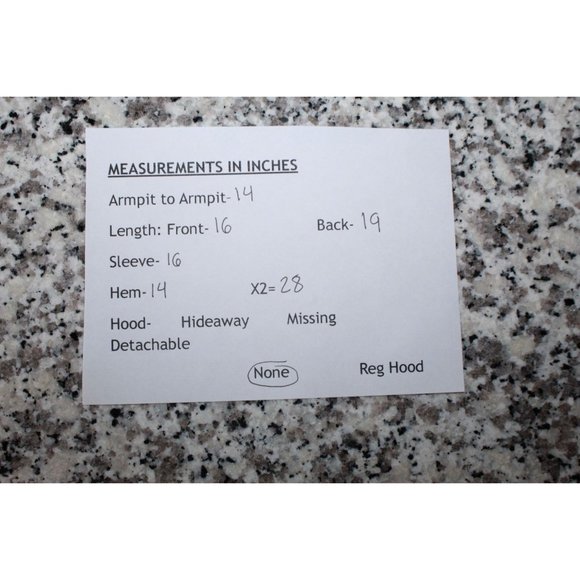 MEASUREMENTS IN INCHES
Armpit to Armpit- 14
Length: Front- 16 Back- 19
Sleeve- 16
Hem- 14 X2= 28
Hood- Hideaway Missing
Detachable
None Reg Hood